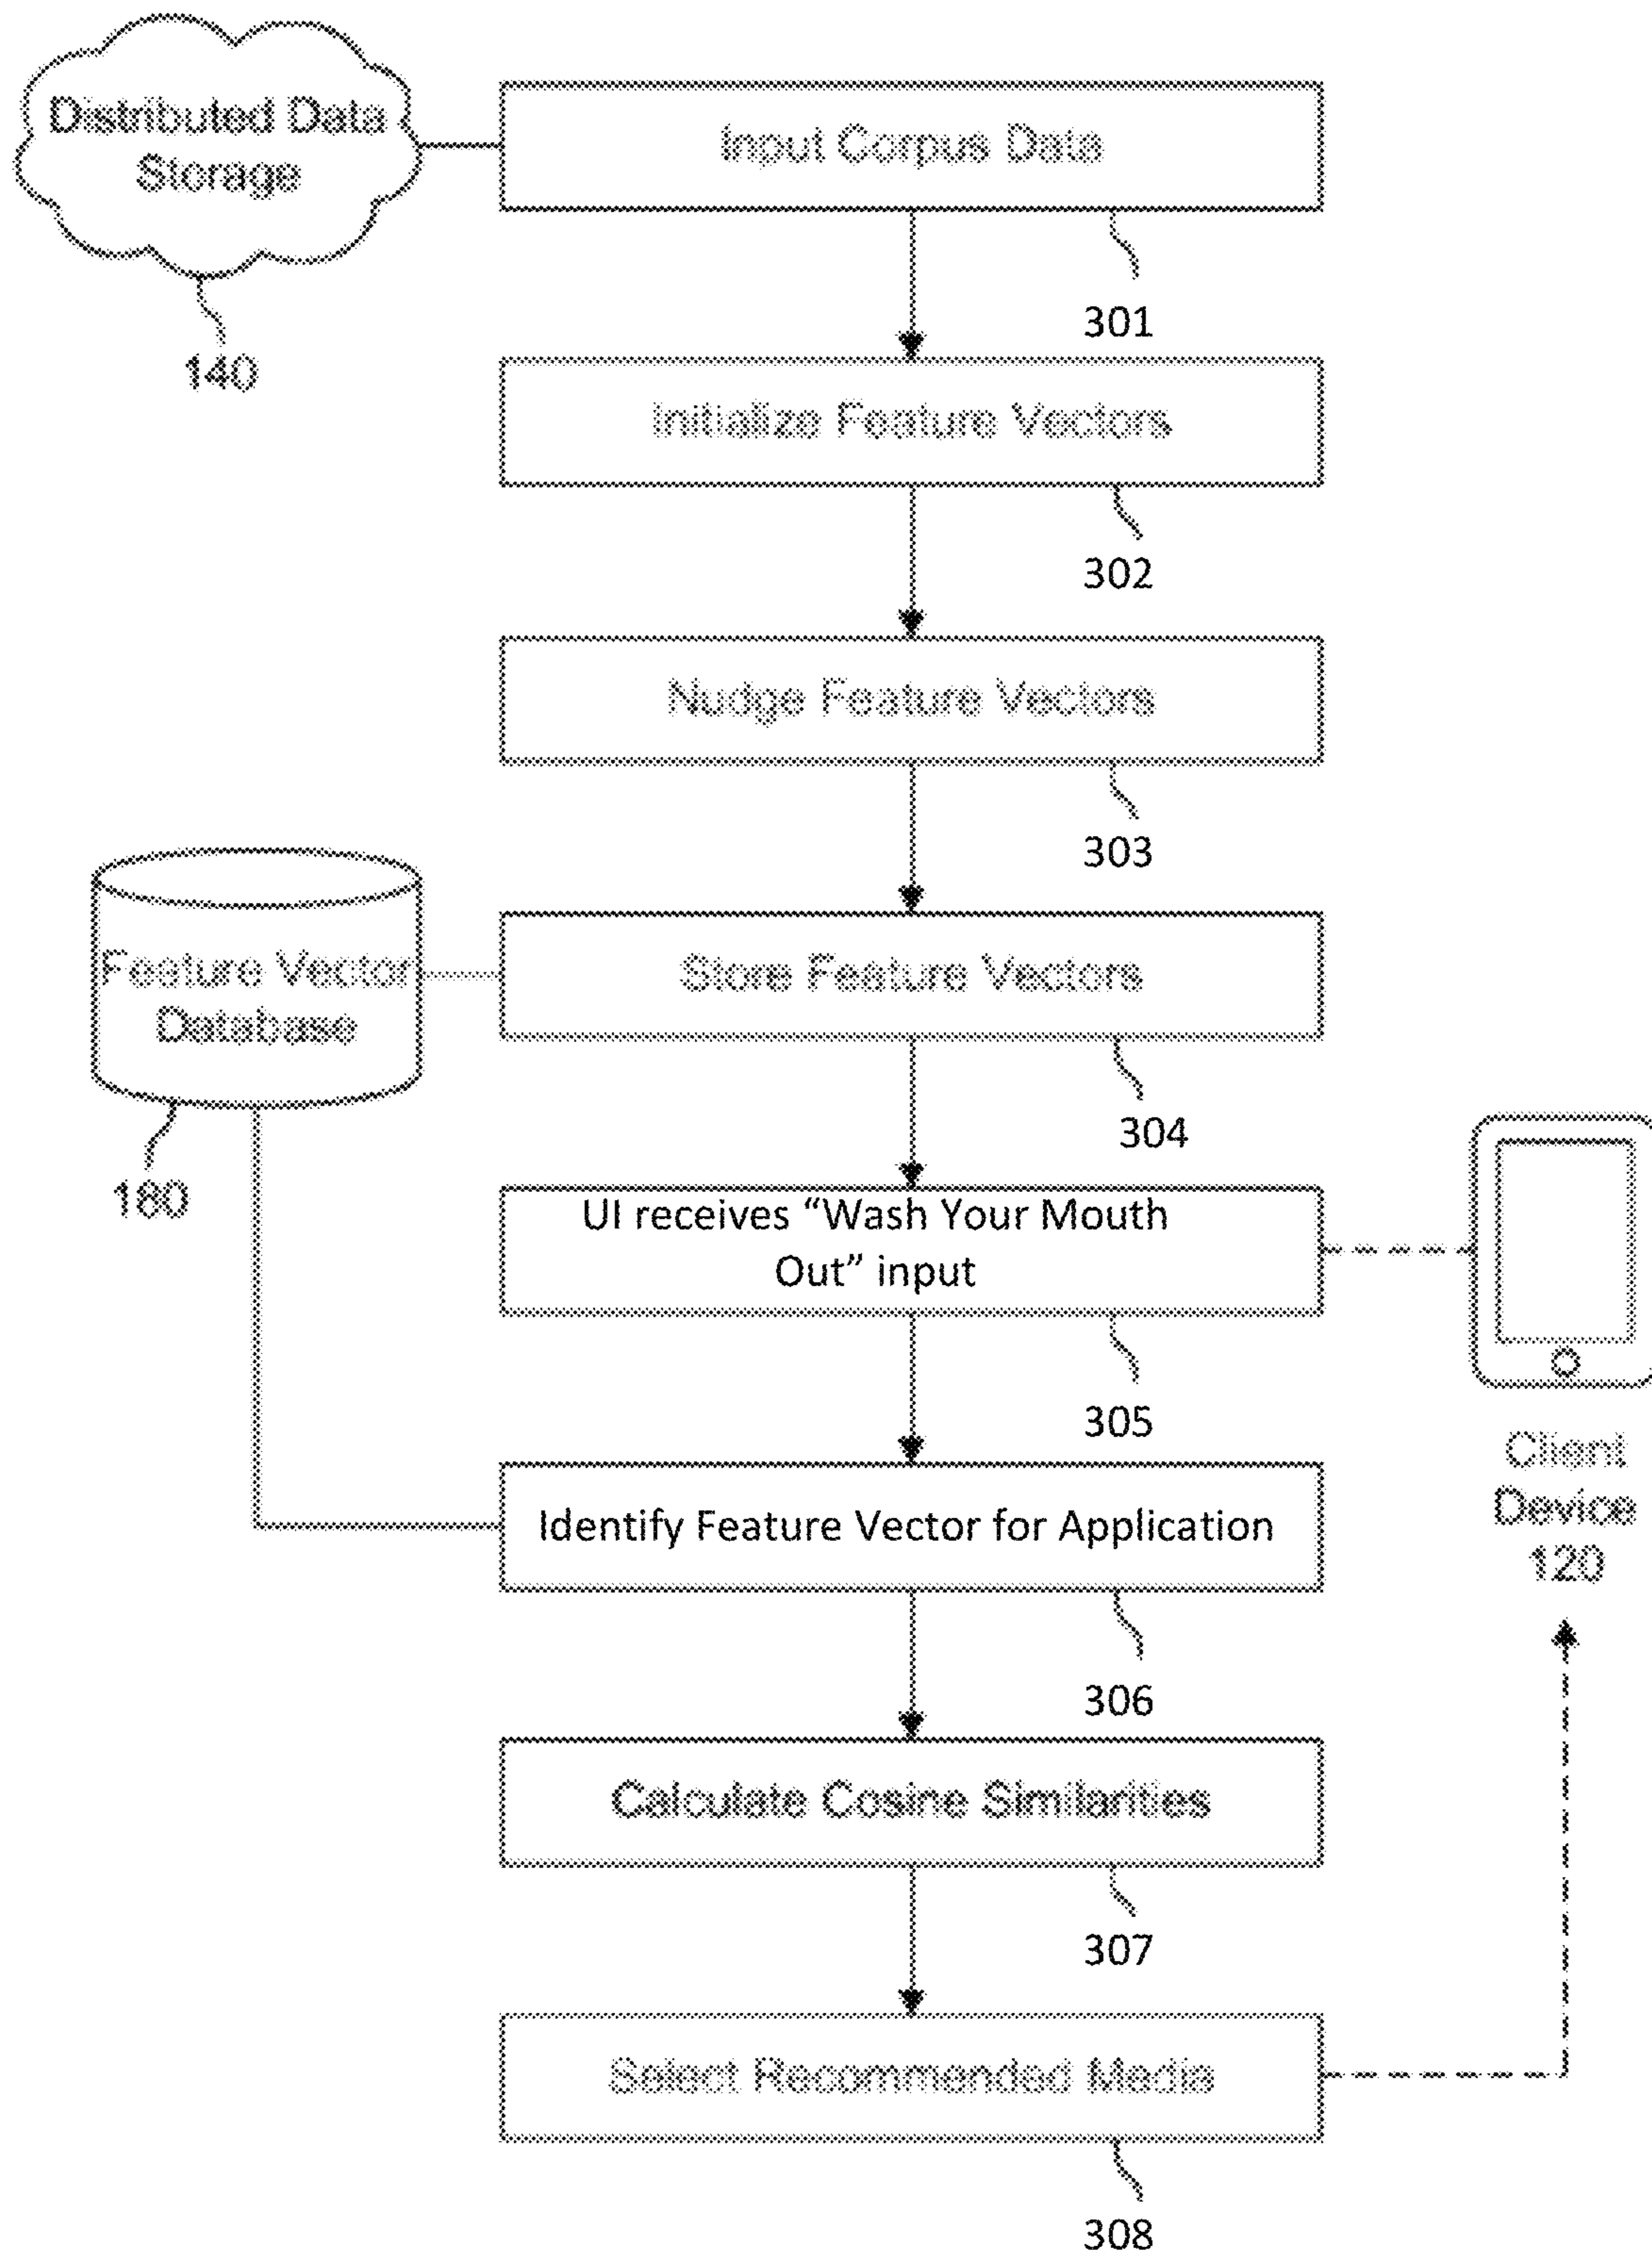 Distributed Data
Storage
140
Input Corpus Data
301
Initialize Feature Vectors
302
Nudge Feature Vectors
303
Feature Vector
Database
180
Store Feature Vectors
304
UI receives “Wash Your Mouth
Out” input
305
Client
Device
120
Identify Feature Vector for Application
306
Calculate Cosine Similarities
307
Select Recommended Media
308